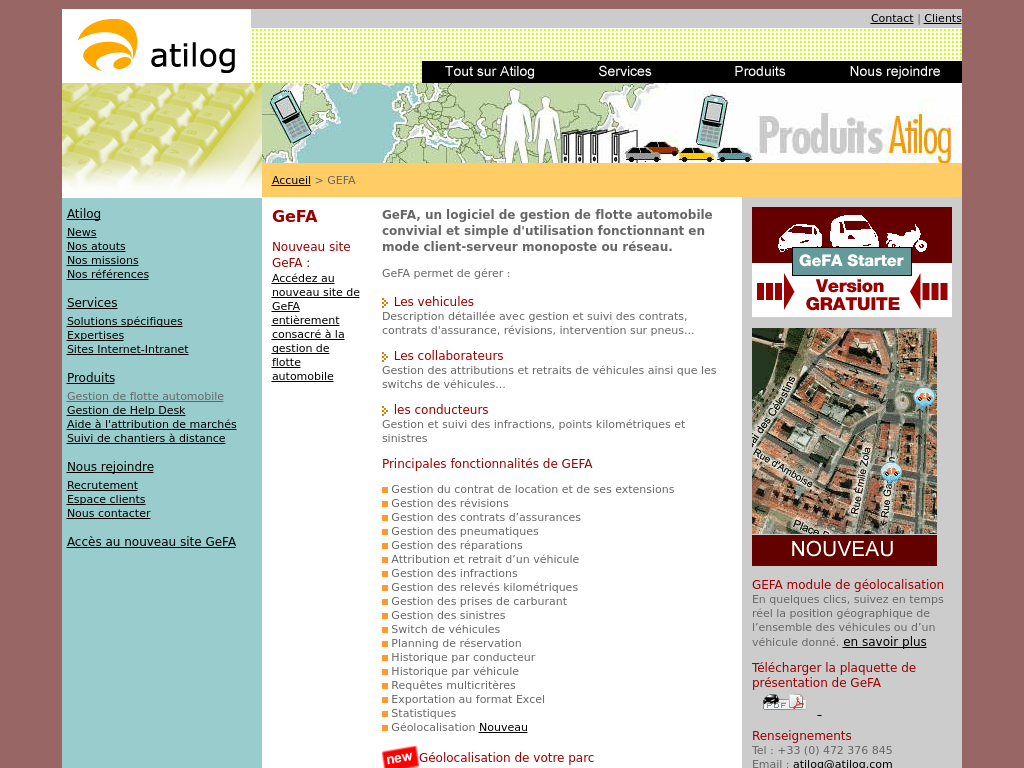 Contact | Clients
atilog
Tout sur Atilog
Services
Produits
Nous rejoindre
Produits Atilog
Accueil > GEFA
Atilog
News
Nos atouts
Nos missions
Nos références
Services
Solutions spécifiques
Expertises
Sites Internet-Intranet
Produits
Gestion de flotte automobile
Gestion de Help Desk
Aide à l'attribution de marchés
Suivi de chantiers à distance
Nous rejoindre
Recrutement
Espace clients
Nous contacter
Accès au nouveau site GeFA
GeFA
Nouveau site
GeFA :
Accédez au
nouveau site de
GeFA
entièrement
consacré à la
gestion de
flotte
automobile
GeFA, un logiciel de gestion de flotte automobile
convivial et simple d'utilisation fonctionnant en
mode client-serveur monoposte ou réseau.
GeFA permet de gérer :
Les vehicules
Description détaillée avec gestion et suivi des contrats,
contrats d'assurance, révisions, intervention sur pneus...
Les collaborateurs
Gestion des attributions et retraits de véhicules ainsi que les
switchs de véhicules...
les conducteurs
Gestion et suivi des infractions, points kilométriques et
sinistres
Principales fonctionnalités de GEFA
Gestion du contrat de location et de ses extensions
Gestion des révisions
Gestion des contrats d’assurances
Gestion des pneumatiques
Gestion des réparations
Attribution et retrait d’un véhicule
Gestion des infractions
Gestion des relevés kilométriques
Gestion des prises de carburant
Gestion des sinistres
Switch de véhicules
Planning de réservation
Historique par conducteur
Historique par véhicule
Requêtes multicritères
Exportation au format Excel
Statistiques
Géolocalisation Nouveau
new Géolocalisation de votre parc
GeFA Starter
Version
GRATUITE
ai des Célestins
Rue d'Amboise
Rue Émile Zola
Rue Ga
Place
NOUVEAU
GEFA module de géolocalisation
En quelques clics, suivez en temps
réel la position géographique de
l’ensemble des véhicules ou d’un
véhicule donné. en savoir plus
Télécharger la plaquette de
présentation de GeFA
PDF
Renseignements
Tel : +33 (0) 472 376 845
Email : atilog@atilog.com